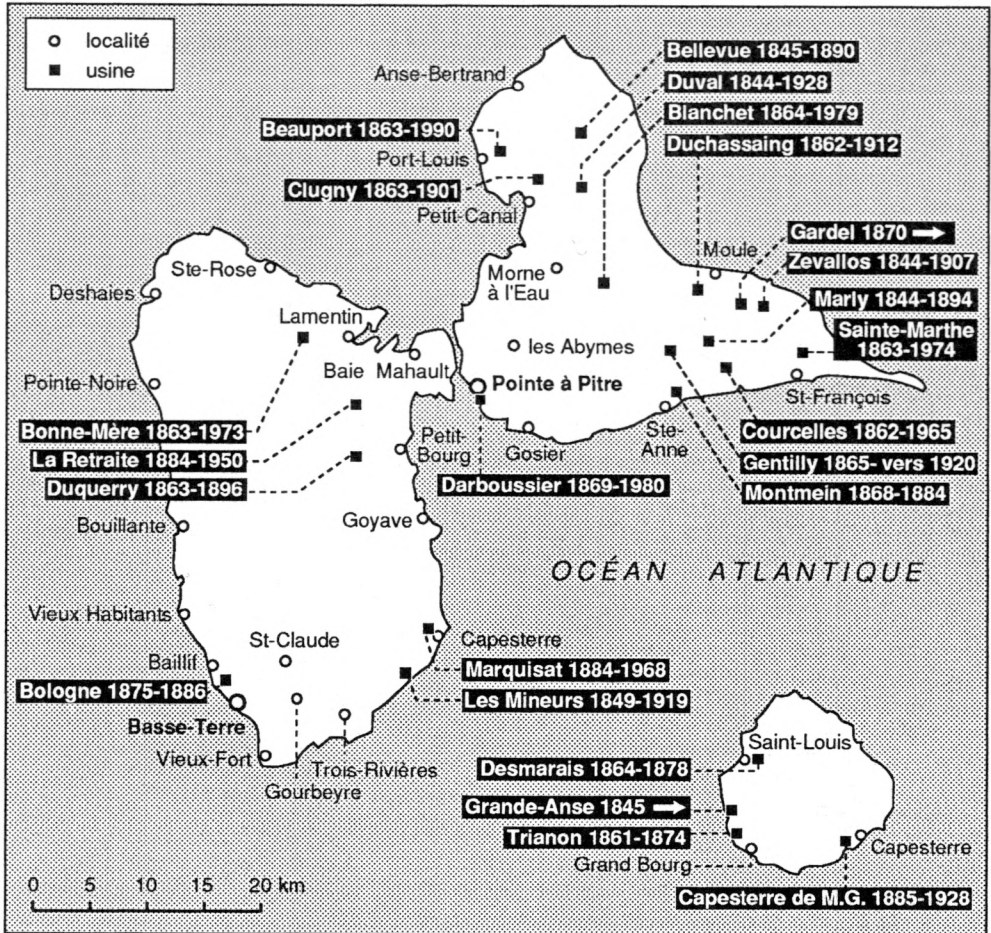 localité
usine
Anse-Bertrand
Bellevue 1845-1890
Duval 1844-1928
Blanchet 1864-1979
Duchassaing 1862-1912
Beauport 1863-1990
Port-Louis
Clugny 1863-1901
Petit-Canal
Gardel 1870 →
Zevallos 1844-1907
Moule
Ste-Rose
Morne
à l'Eau
Deshaies
Marly 1844-1894
Lamentin
Sainte-Marthe
1863-1974
les Abymes
Baie Mahault
Pointe-Noire
Pointe à Pitre
St-François
Bonne-Mère 1863-1973
Petit-
Bourg
Gosier
Ste-
Anne
Courcelles 1862-1965
La Retraite 1884-1950
Gentilly 1865- vers 1920
Duquerry 1863-1896
Darboussier 1869-1980
Montmein 1868-1884
Bouillante
Goyave
OCÉAN ATLANTIQUE
Vieux Habitants
St-Claude
Capesterre
Baillif
Marquisat 1884-1968
Bologne 1875-1886
Les Mineurs 1849-1919
Basse-Terre
Vieux-Fort
Trois-Rivières
Gourbeyre
Saint-Louis
Desmarais 1864-1878
Grande-Anse 1845 →
Trianon 1861-1874
Capesterre
Grand Bourg
Capesterre de M.G. 1885-1928
0 5 10 15 20 km